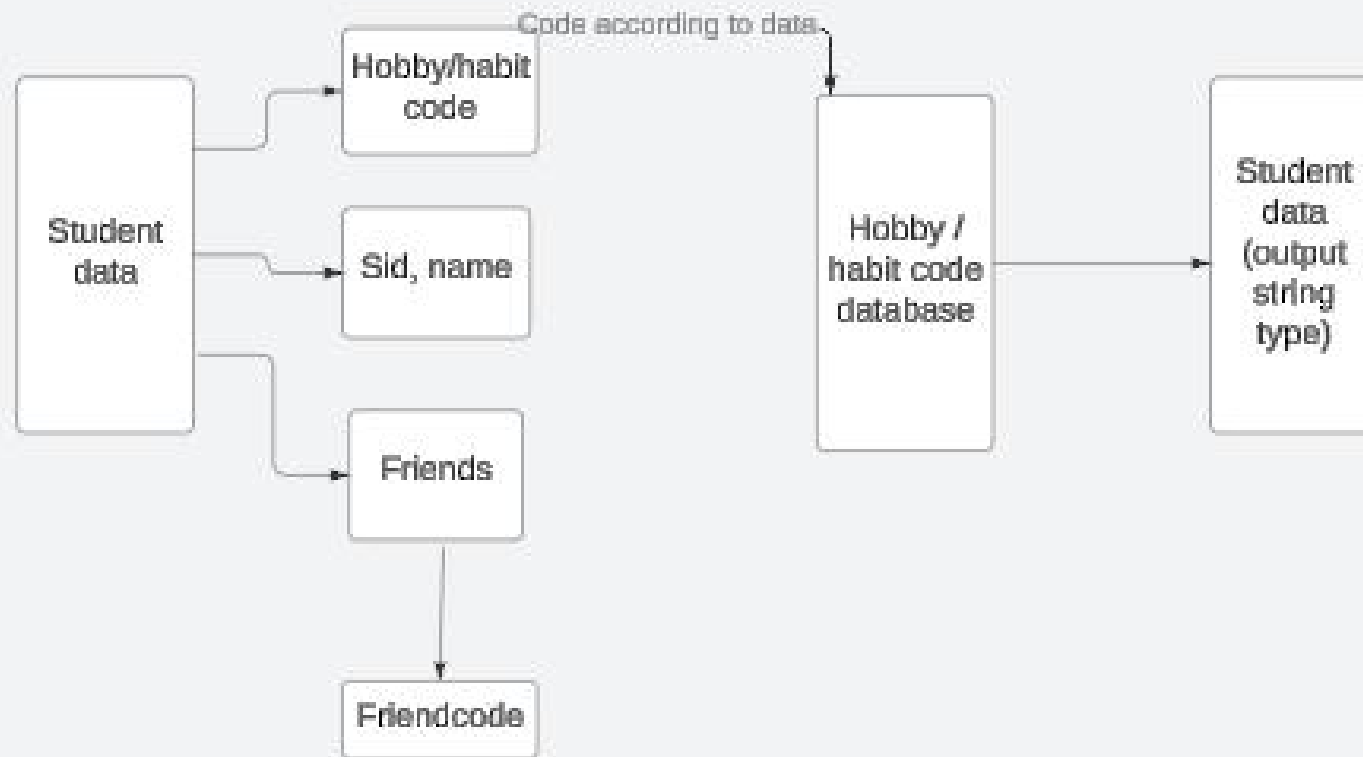 Code according to data
Hobby/habit
code
Student
data
Sid, name
Friends
Friendcode
Hobby /
habit code
database
Student
data
(output
string
type)